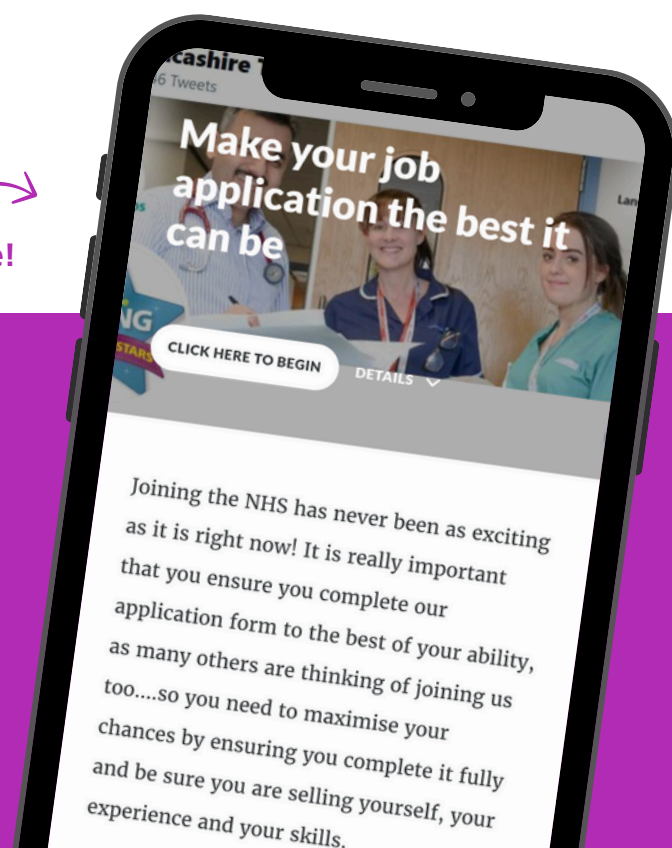 Tweets
Make your job
application the best it
can be
e!
NG
STARS
CLICK HERE TO BEGIN
DETAILS
Joining the NHS has never been as exciting
as it is right now! It is really important
that you ensure you complete our
application form to the best of your ability,
as many others are thinking of joining us
too....so you need to maximise your
chances by ensuring you complete it fully
and be sure you are selling yourself, your
experience and your skills.